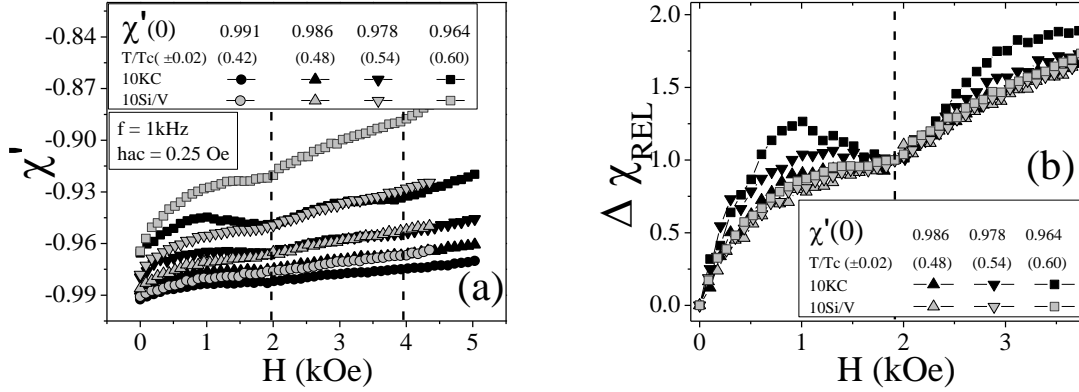 χ'(0) 0.991 0.986 0.978 0.964
T/Tc( ±0.02) (0.42) (0.48) (0.54) (0.60)
10KC
10Si/V
f = 1kHz
hac = 0.25 Oe
-0.84
-0.87
-0.90
-0.93
-0.96
-0.99
χ'
(a)
0 1 2 3 4 5
H (kOe)
2.0
1.5
1.0
0.5
0.0
Δ χREL
(b)
χ'(0) 0.986 0.978 0.964
T/Tc (±0.02) (0.48) (0.54) (0.60)
10KC
10Si/V
0 1 2 3
H (kOe)